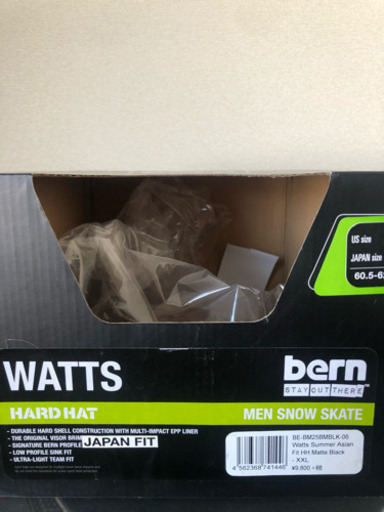 US size
JAPAN size
60.5-62
WATTS
bern
STAY OUT THERE
HARD HAT
MEN SNOW SKATE
- DURABLE HARD SHELL CONSTRUCTION WITH MULTI-IMPACT EPP LINER
- THE ORIGINAL VISOR BRIM
- SIGNATURE BERN PROFILE
JAPAN FIT
- LOW PROFILE SINK FIT
- ULTRA-LIGHT TEAM FIT
BE-BM25BMBLK-06
Watts Summer Asian
Fit HH Matte Black
- XXL
4 562368 741446
¥9,800 +税